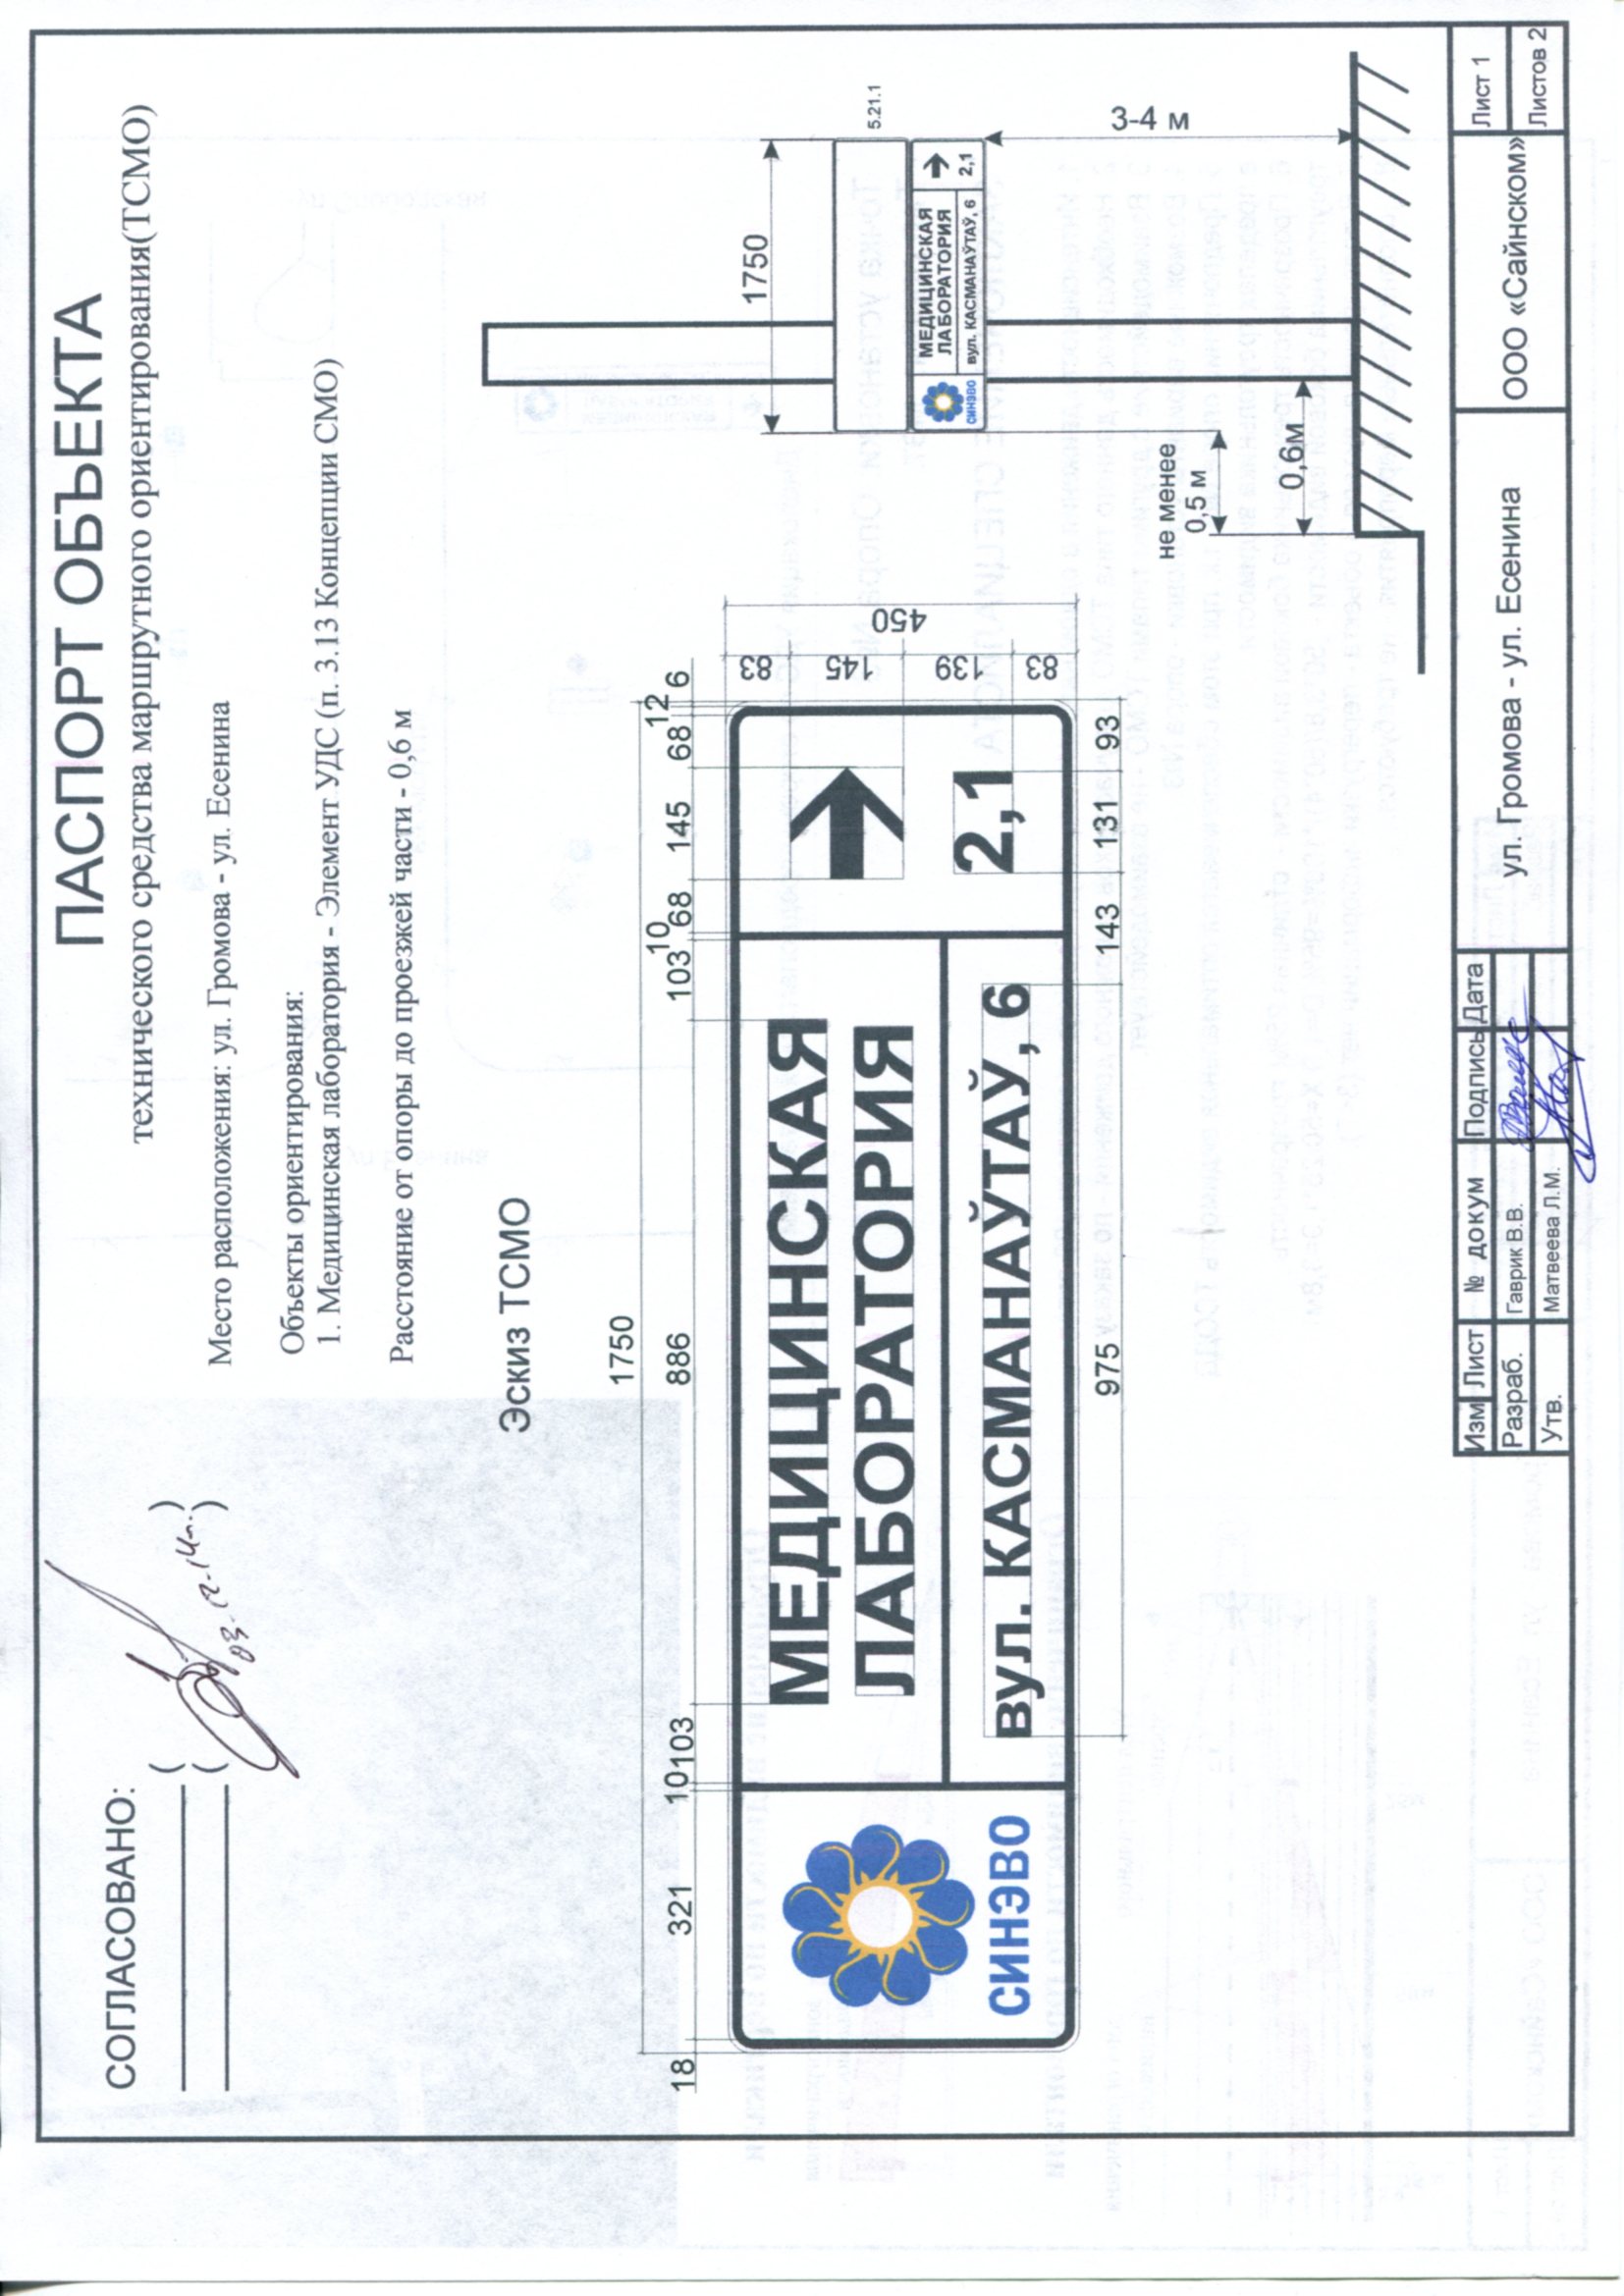 ПАСПОРТ ОБЪЕКТА
технического средства маршрутного ориентирования(ТСМО)
СОГЛАСОВАНО:
( )
( )
Место расположения: ул. Громова - ул. Есенина
Объекты ориентирования:
1. Медицинская лаборатория - Элемент УДС (п. 3.13 Концепции СМО)
Расстояние от опоры до проезжей части - 0,6 м
Эскиз ТСМО
1750
18 321 10 103 886 103 10 68 145 68 12 6
СИНЭВО
МЕДИЦИНСКАЯ
ЛАБОРАТОРИЯ
вул. КАСМАНАЎТАЎ, 6
2,1
975 143 131 93
83 145 139 83
450
1750
5.21.1
СИНЭВО
МЕДИЦИНСКАЯ
ЛАБОРАТОРИЯ
вул. КАСМАНАЎТАЎ, 6
2,1
3-4 м
не менее
0,5 м
0,6м
Изм Лист № докум Подпись Дата
Разраб. Гаврик В.В.
Утв. Матвеева Л.М.
ул. Громова - ул. Есенина
ООО «Сайнском»
Лист 1
Листов 2